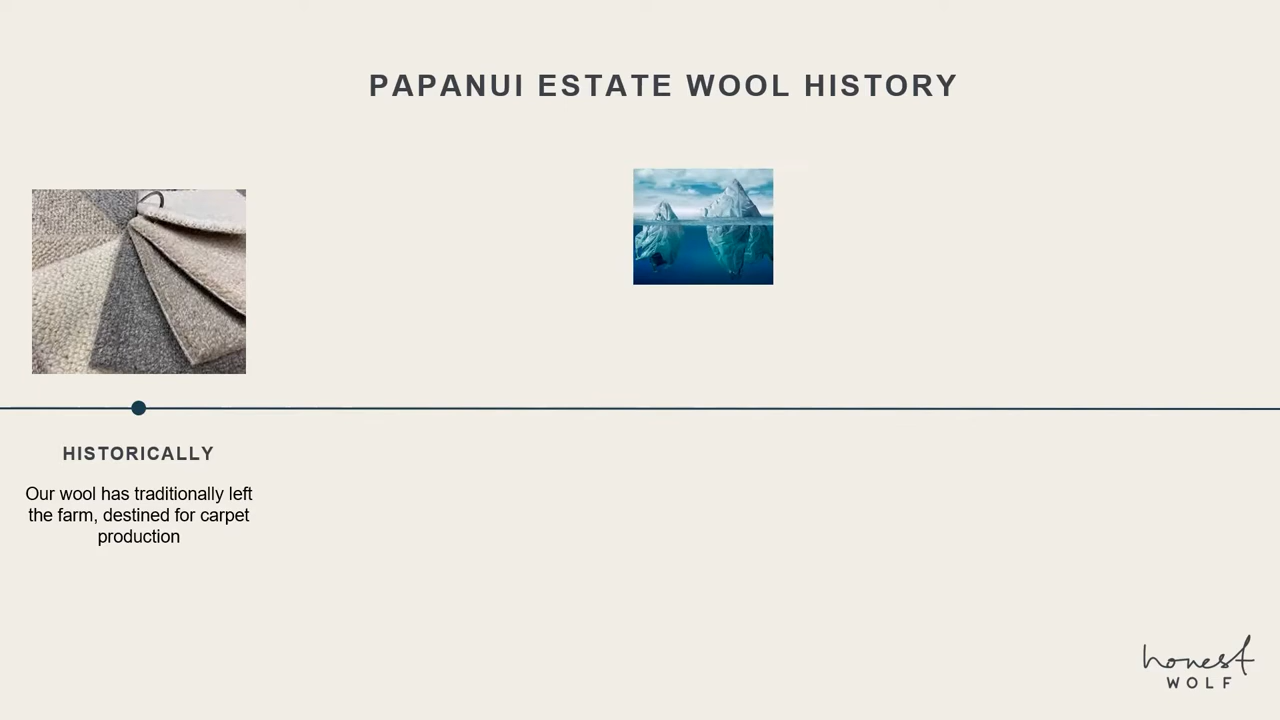 PAPANUI ESTATE WOOL HISTORY
HISTORICALLY
Our wool has traditionally left
the farm, destined for carpet
production
honest
WOLF